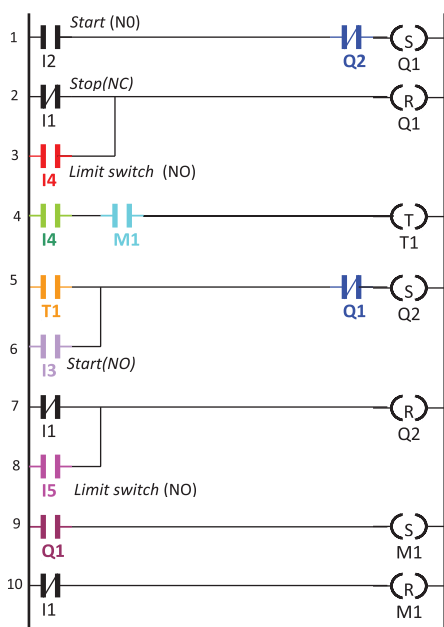 Start (N0)
1
S
I2
Q2
Q1
Stop(NC)
2
R
I1
Q1
3
Limit switch (NO)
I4
4
T
I4
M1
T1
5
S
T1
Q1
Q2
6
I3
Start(NO)
7
R
I1
Q2
8
I5
Limit switch (NO)
9
S
Q1
M1
10
R
I1
M1